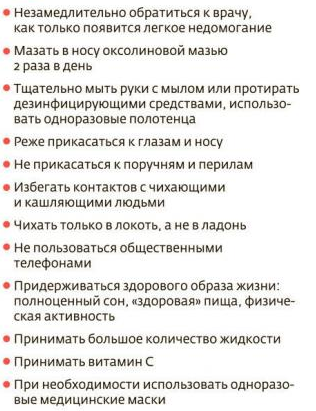 • Незамедлительно обратиться к врачу,
как только появится легкое недомогание
• Мазать в носу оксолиновой мазью
2 раза в день
• Тщательно мыть руки с мылом или протирать
дезинфицирующими средствами, использо-
вать одноразовые полотенца
• Реже прикасаться к глазам и носу
• Не прикасаться к поручням и перилам
• Избегать контактов с чихающими
и кашляющими людьми
• Чихать только в локоть, а не в ладонь
• Не пользоваться общественными
телефонами
• Придерживаться здорового образа жизни:
полноценный сон, «здоровая» пища, физиче-
ская активность
• Принимать большое количество жидкости
• Принимать витамин С
• При необходимости использовать одноразо-
вые медицинские маски